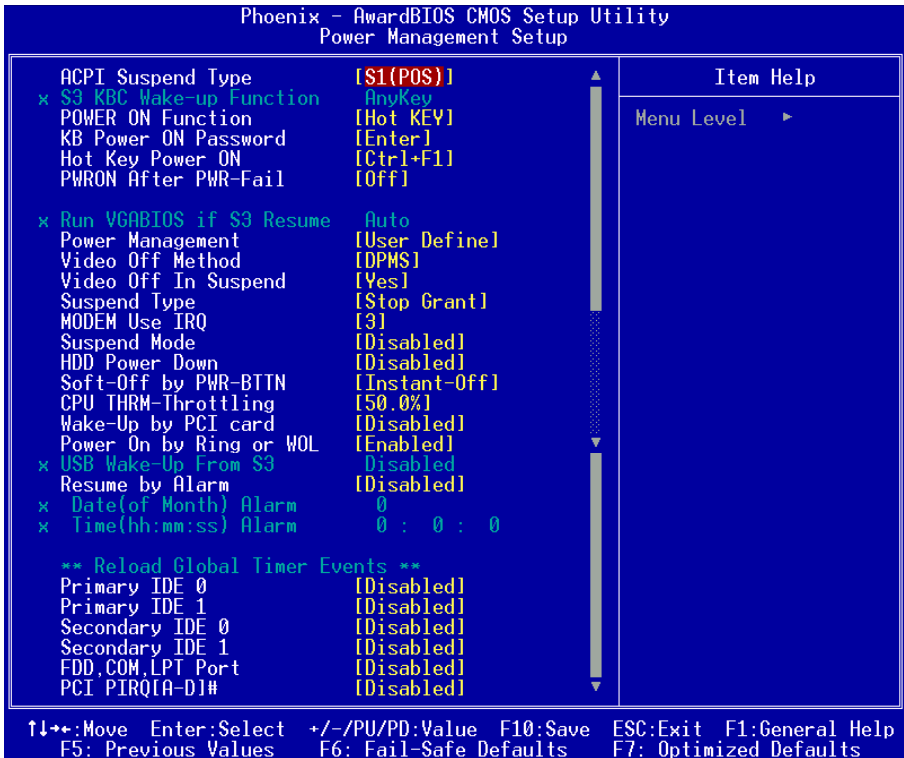 Phoenix - AwardBIOS CMOS Setup Utility
Power Management Setup
ACPI Suspend Type [S1(POS)]
Item Help
x S3 KBC Wake-up Function AnyKey
POWER ON Function [Hot KEY]
Menu Level ►
KB Power ON Password [Enter]
Hot Key Power ON [Ctrl+F1]
PWRON After PWR-Fail [Off]
x Run VGABIOS if S3 Resume Auto
Power Management [User Define]
Video Off Method [DPMS]
Video Off In Suspend [Yes]
Suspend Type [Stop Grant]
MODEM Use IRQ [3]
Suspend Mode [Disabled]
HDD Power Down [Disabled]
Soft-Off by PWR-BTTN [Instant-Off]
CPU THRM-Throttling [50.0%]
Wake-Up by PCI card [Disabled]
Power On by Ring or WOL [Enabled]
x USB Wake-Up From S3 Disabled
Resume by Alarm [Disabled]
x Date(of Month) Alarm 0
x Time(hh:mm:ss) Alarm 0 : 0 : 0
** Reload Global Timer Events **
Primary IDE 0 [Disabled]
Primary IDE 1 [Disabled]
Secondary IDE 0 [Disabled]
Secondary IDE 1 [Disabled]
FDD,COM,LPT Port [Disabled]
PCI PIRQ[A-D]# [Disabled]
↑↓→←:Move Enter:Select +/-/PU/PD:Value F10:Save ESC:Exit F1:General Help
F5: Previous Values F6: Fail-Safe Defaults F7: Optimized Defaults